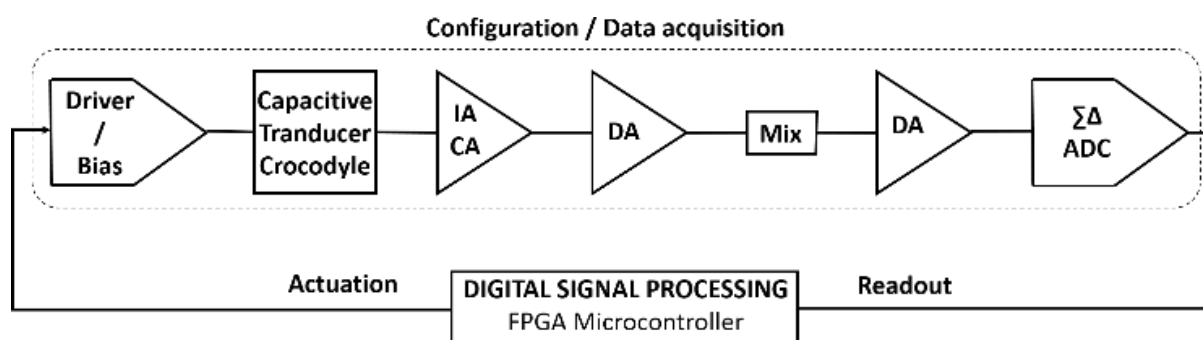 Configuration / Data acquisition
Driver
/
Bias
Capacitive
Tranducer
Crocodyle
IA
CA
DA
Mix
DA
ΣΔ
ADC
Actuation
DIGITAL SIGNAL PROCESSING
FPGA Microcontroller
Readout